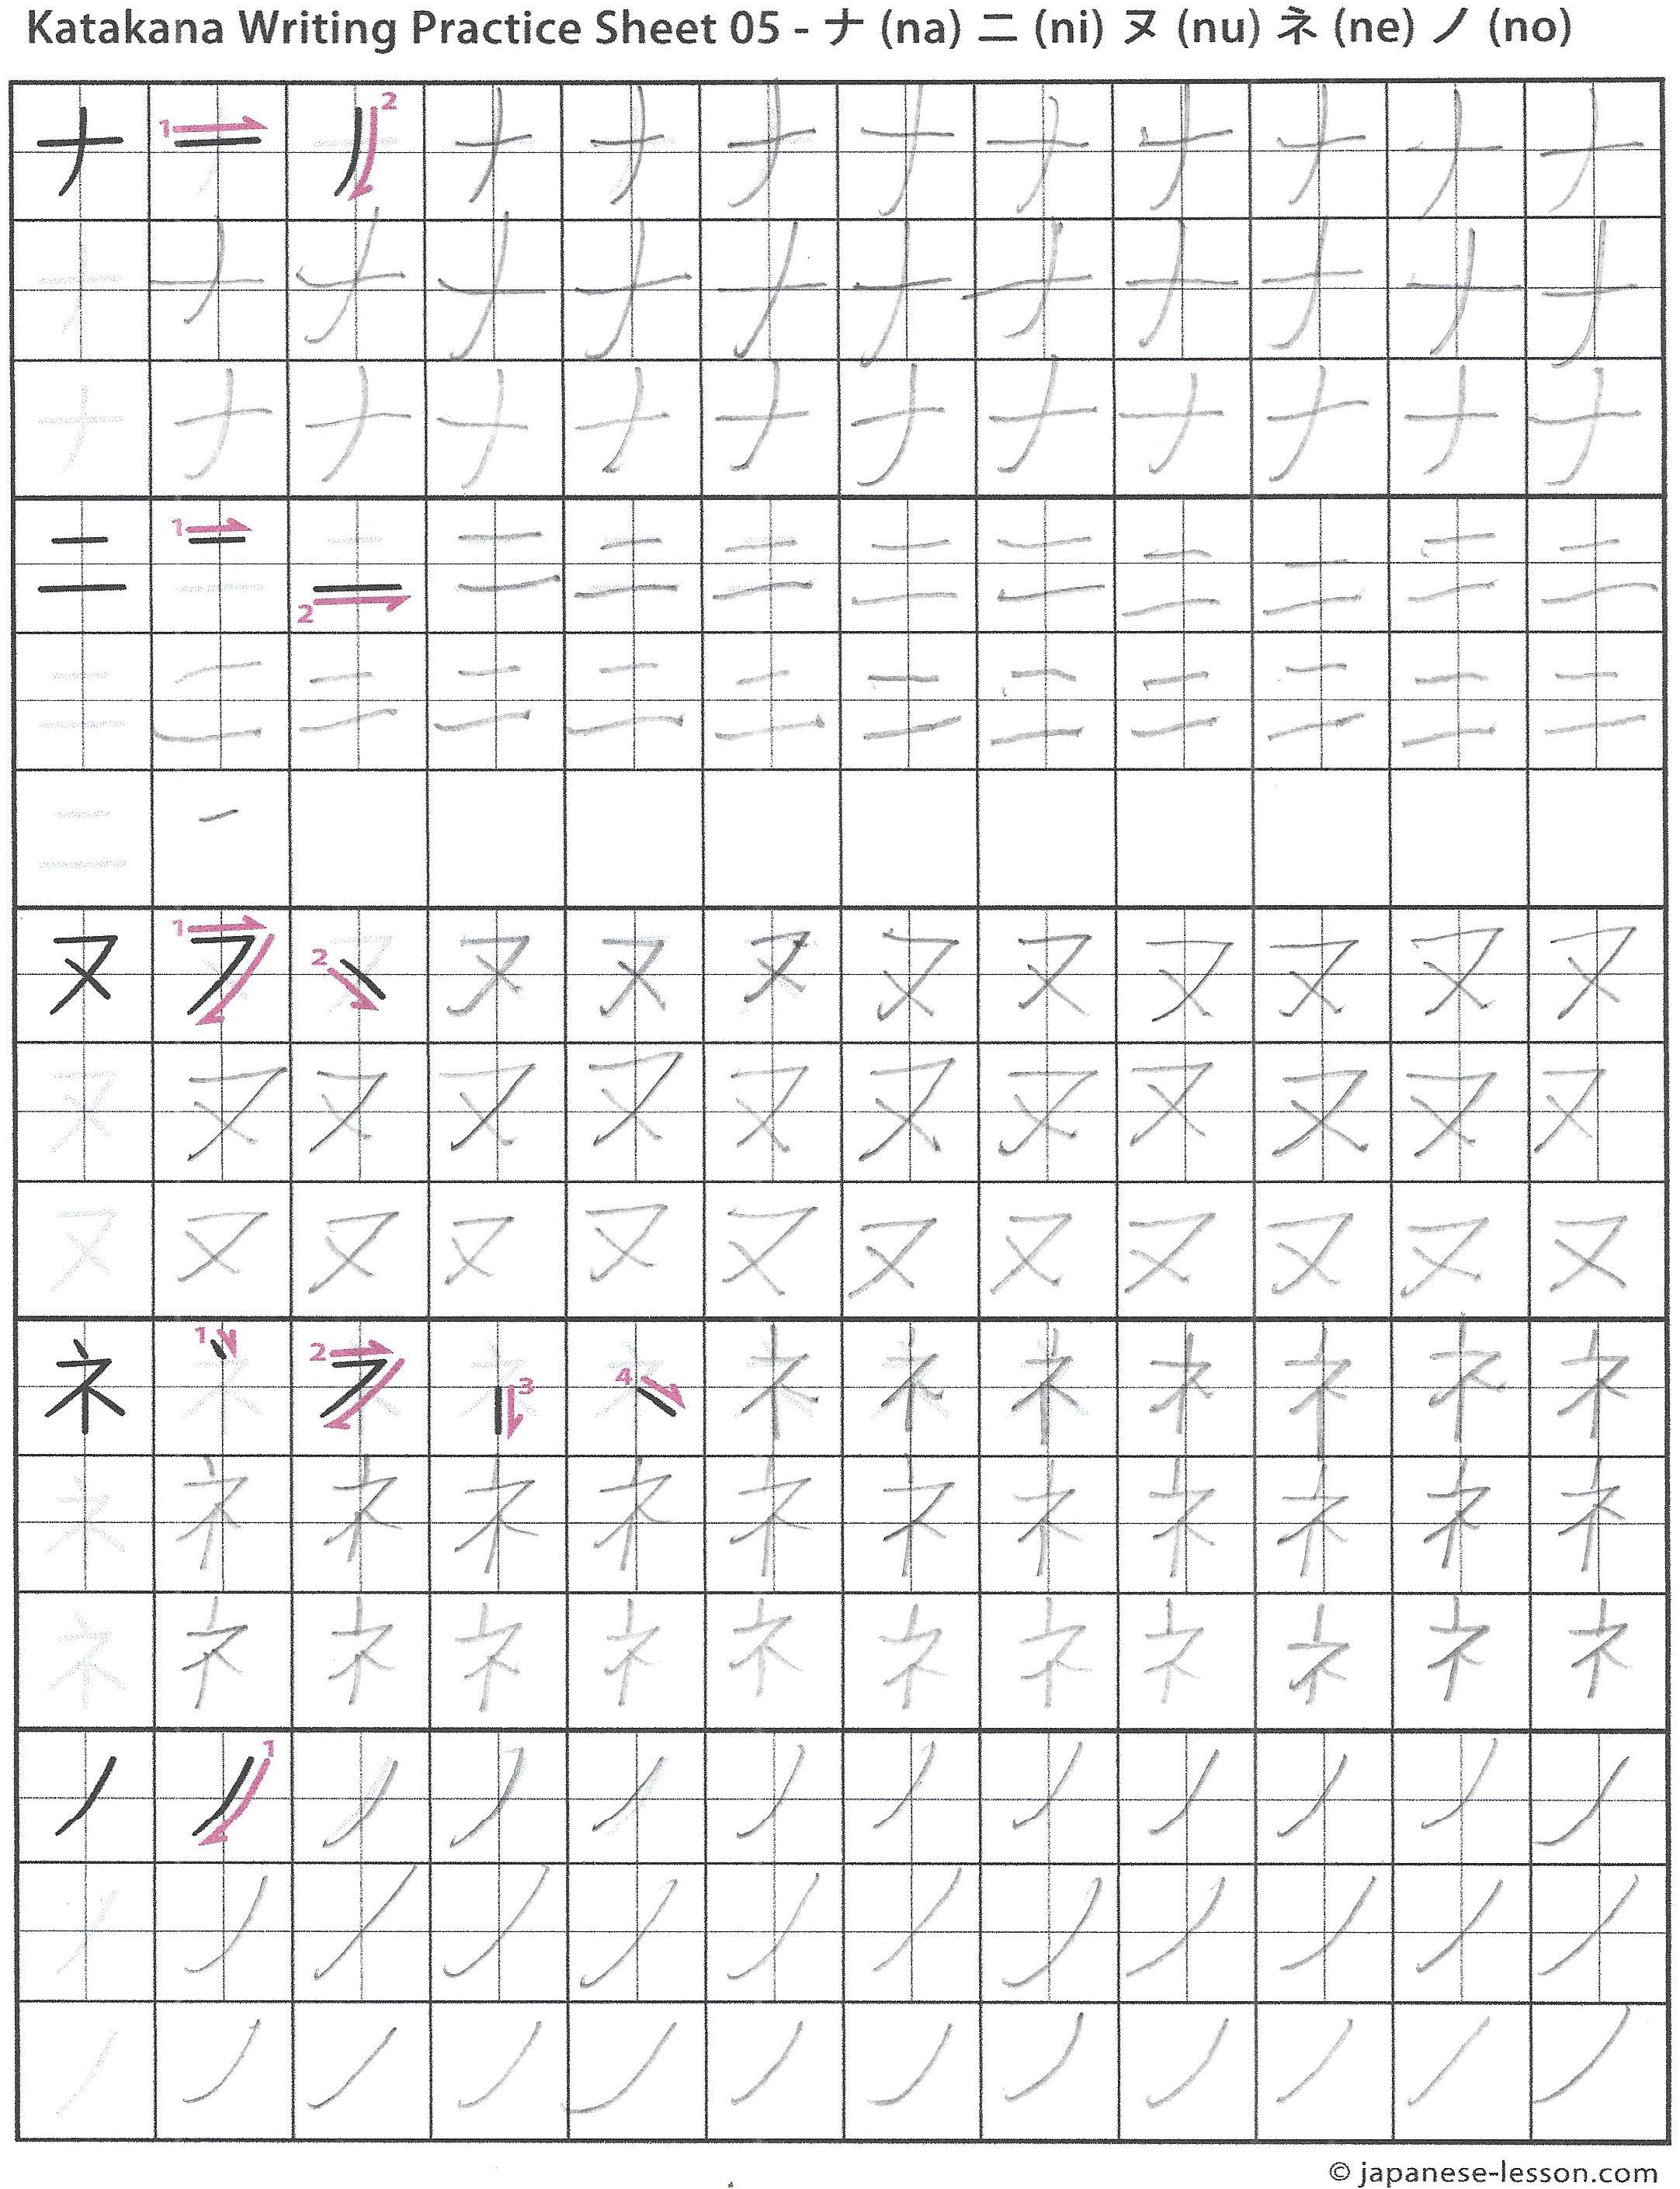 Katakana Writing Practice Sheet 05 - ナ (na) ニ (ni) ヌ (nu) ネ (ne) ノ (no)
ナ 1 2 ナ ナ ナ ナ ナ ナ ナ ナ ナ
ナ ナ ナ ナ ナ ナ ナ ナ ナ ナ ナ ナ
ナ ナ ナ ナ ナ ナ ナ ナ ナ ナ ナ ナ
ニ 1 2 ニ ニ ニ ニ ニ ニ ニ ニ ニ
ニ ニ ニ ニ ニ ニ ニ ニ ニ ニ ニ ニ
ニ
ヌ 1 2 ヌ ヌ ヌ ヌ ヌ ヌ ヌ ヌ ヌ
ヌ ヌ ヌ ヌ ヌ ヌ ヌ ヌ ヌ ヌ ヌ ヌ
ヌ ヌ ヌ ヌ ヌ ヌ ヌ ヌ ヌ ヌ ヌ ヌ
ネ 1 2 3 4 ネ ネ ネ ネ ネ ネ ネ
ネ ネ ネ ネ ネ ネ ネ ネ ネ ネ ネ ネ
ネ ネ ネ ネ ネ ネ ネ ネ ネ ネ ネ ネ
ノ ノ 1 ノ ノ ノ ノ ノ ノ ノ ノ ノ ノ
ノ ノ ノ ノ ノ ノ ノ ノ ノ ノ ノ ノ
ノ ノ ノ ノ ノ ノ ノ ノ ノ ノ ノ ノ
© japanese-lesson.com